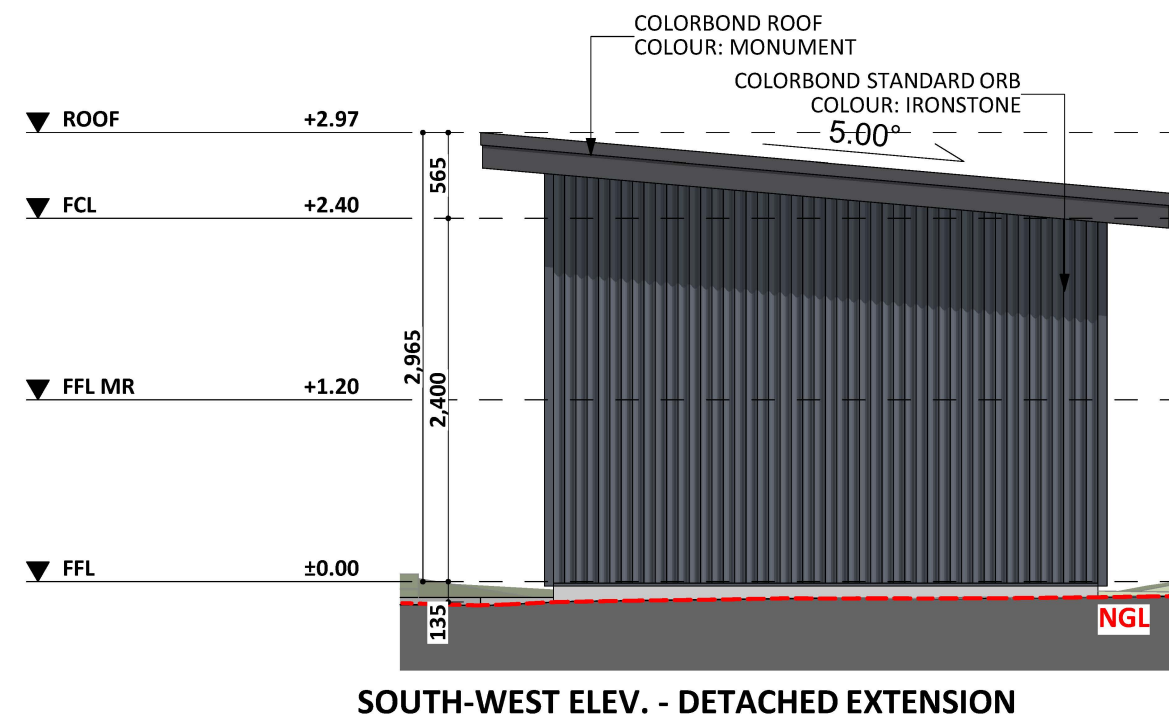 COLORBOND ROOF
COLOUR: MONUMENT
COLORBOND STANDARD ORB
COLOUR: IRONSTONE
5.00°
ROOF +2.97
565
FCL +2.40
2,965
2,400
FFL MR +1.20
FFL ±0.00
135
NGL
SOUTH-WEST ELEV. - DETACHED EXTENSION